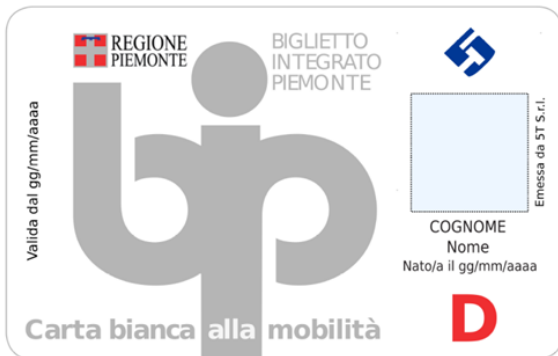 REGIONE
PIEMONTE
BIGLIETTO
INTEGRATO
PIEMONTE
bip
Valida dal gg/mm/aaaa
Emessa da 5T S.r.l.
COGNOME
Nome
Nato/a il gg/mm/aaaa
Carta bianca alla mobilità
D